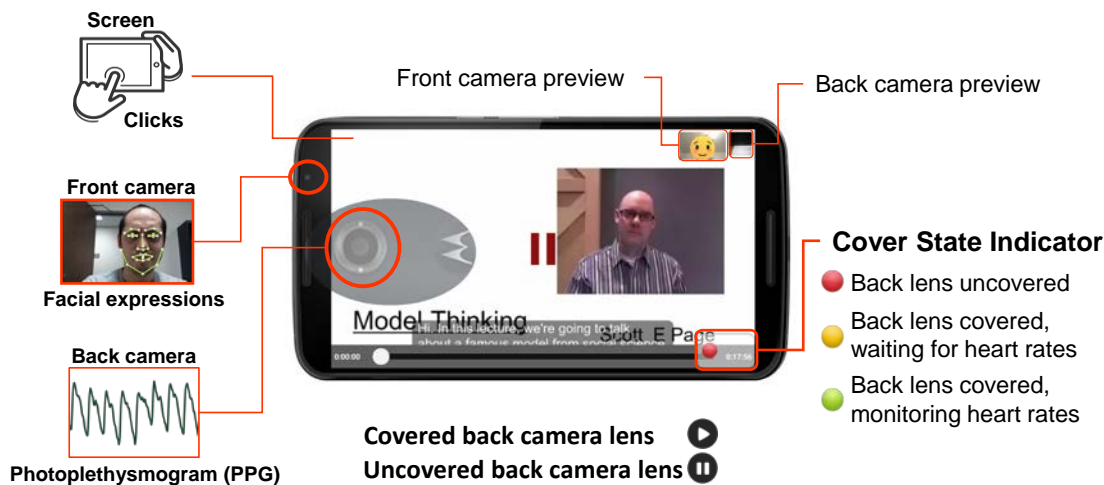 Screen
Clicks
Front camera preview
Back camera preview
Front camera
Facial expressions
Back camera
Photoplethysmogram (PPG)
Model Thinking
Hi. In this lecture, we're going to talk
about a famous model from social science
Scott E Page
0:00:00
0:17:56
Cover State Indicator
Back lens uncovered
Back lens covered,
waiting for heart rates
Back lens covered,
monitoring heart rates
Covered back camera lens
Uncovered back camera lens